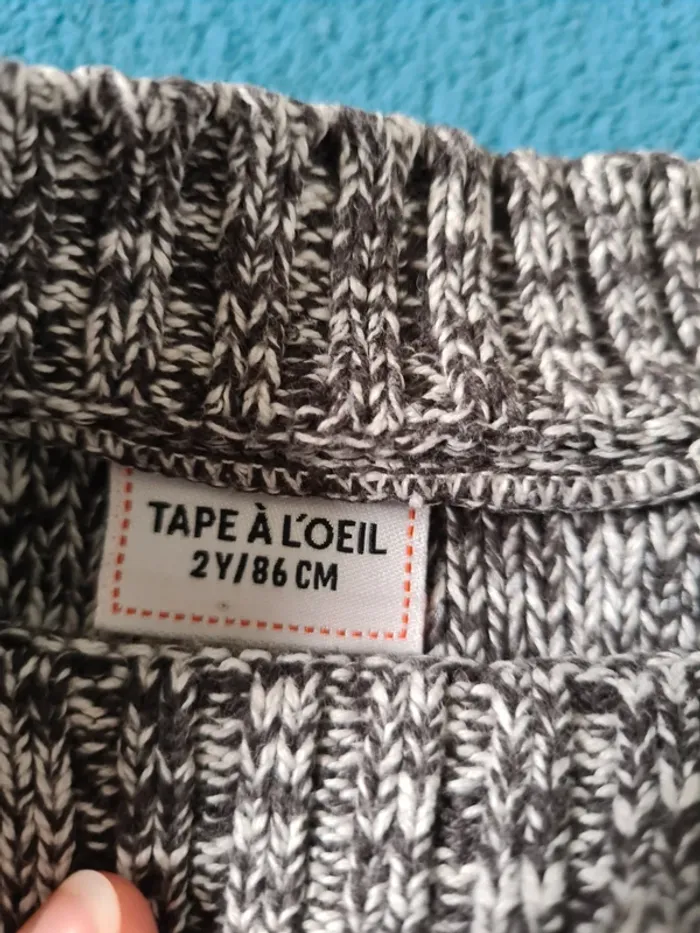 TAPE À L'OEIL
2Y/86 CM